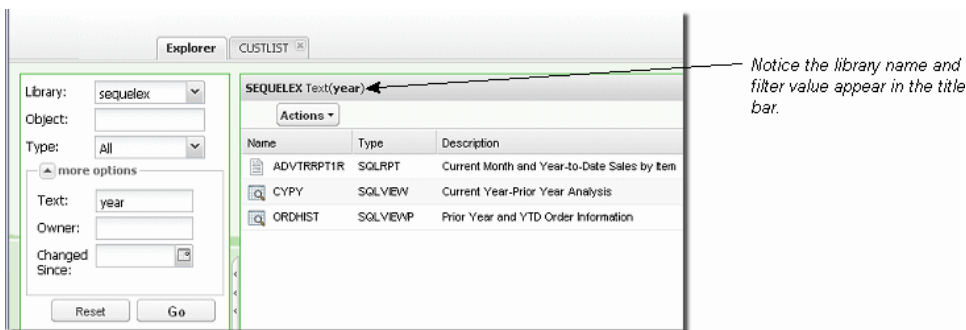 Explorer
CUSTLIST
Library: sequelex
Object:
Type: All
more options
Text: year
Owner:
Changed
Since:
Reset Go
SEQUELEX Text(year)
Actions
Name Type Description
ADVTRRPT1R SQLRPT Current Month and Year-to-Date Sales by Item
CYPY SQLVIEW Current Year-Prior Year Analysis
ORDHIST SQLVIEWP Prior Year and YTD Order Information
Notice the library name and
filter value appear in the title
bar.